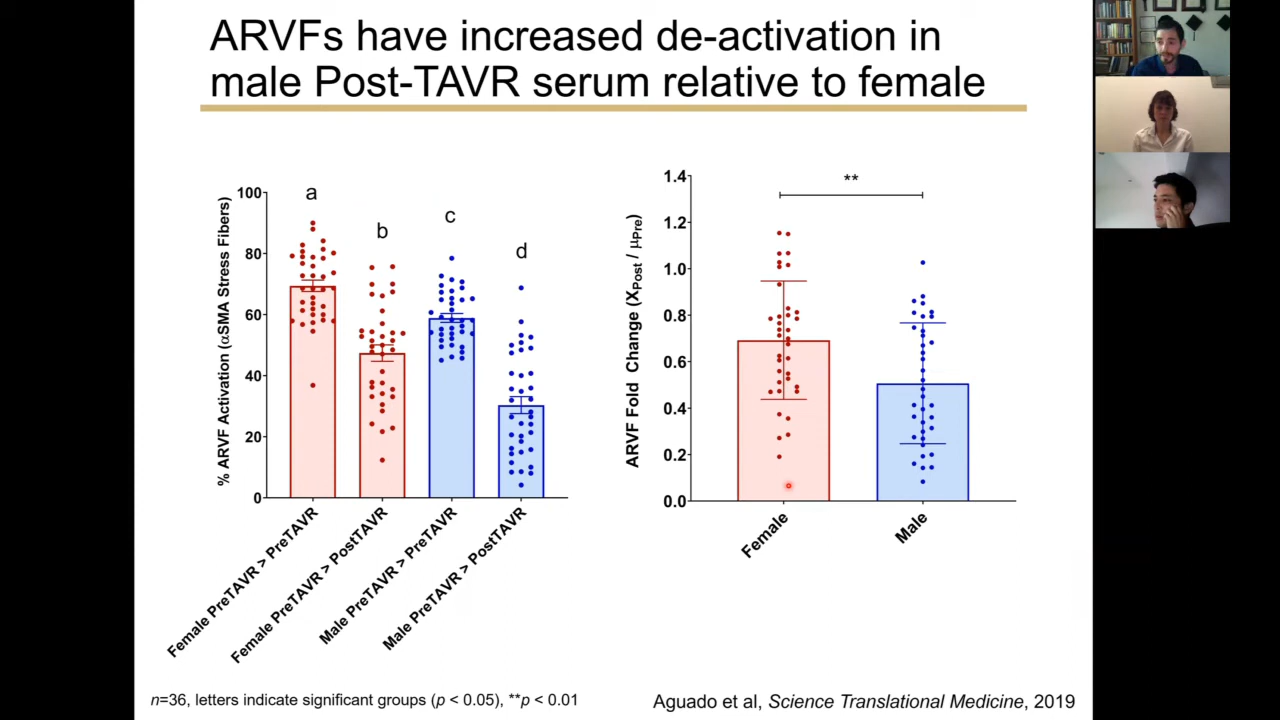 ARVFs have increased de-activation in
male Post-TAVR serum relative to female
% ARVF Activation (αSMA Stress Fibers)
100
80
60
40
20
0
a
b
c
d
Female PreTAVR > PreTAVR
Female PreTAVR > PostTAVR
Male PreTAVR > PreTAVR
Male PreTAVR > PostTAVR
ARVF Fold Change (XPost / μPre)
1.4
1.2
1.0
0.8
0.6
0.4
0.2
0.0
**
Female
Male
n=36, letters indicate significant groups (p < 0.05), **p < 0.01
Aguado et al, Science Translational Medicine, 2019